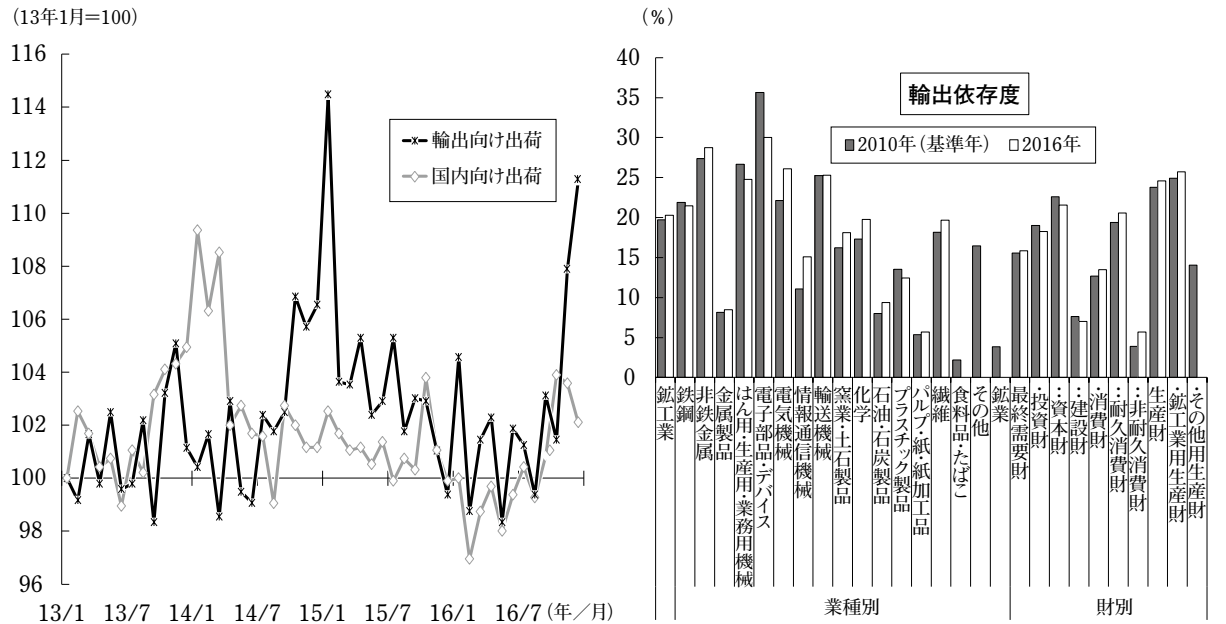 (13年1月=100)
116
114
112
110
108
106
104
102
100
98
96
輸出向け出荷
国内向け出荷
13/1
13/7
14/1
14/7
15/1
15/7
16/1
16/7
(年/月)
(%)
40
35
30
25
20
15
10
5
0
輸出依存度
2010年(基準年)
2016年
鉱工業
鉄鋼
非鉄金属
金属製品
はん用・生産用・業務用機械
電子部品・デバイス
電気機械
情報通信機械
輸送機械
窯業・土石製品
化学
石油・石炭製品
プラスチック製品
パルプ・紙・紙加工品
繊維
食料品・たばこ
その他
鉱業
最終需要財
・投資財
・資本財
・建設財
・消費財
・耐久消費財
・非耐久消費財
生産財
・鉱工業用生産財
・その他用生産財
業種別
財別